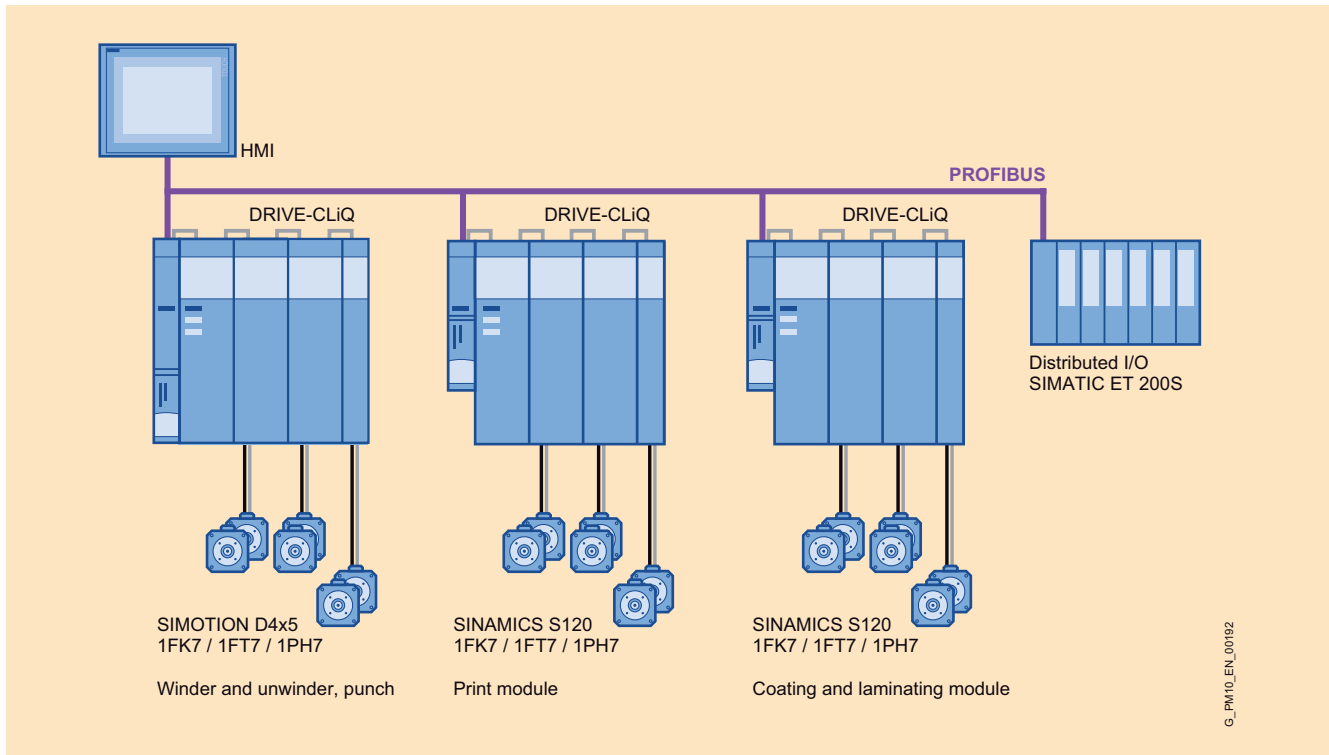 HMI
PROFIBUS
DRIVE-CLiQ
DRIVE-CLiQ
DRIVE-CLiQ
Distributed I/O
SIMATIC ET 200S
SIMOTION D4x5
1FK7 / 1FT7 / 1PH7
Winder and unwinder, punch
SINAMICS S120
1FK7 / 1FT7 / 1PH7
Print module
SINAMICS S120
1FK7 / 1FT7 / 1PH7
Coating and laminating module
G_PM10_EN_00192